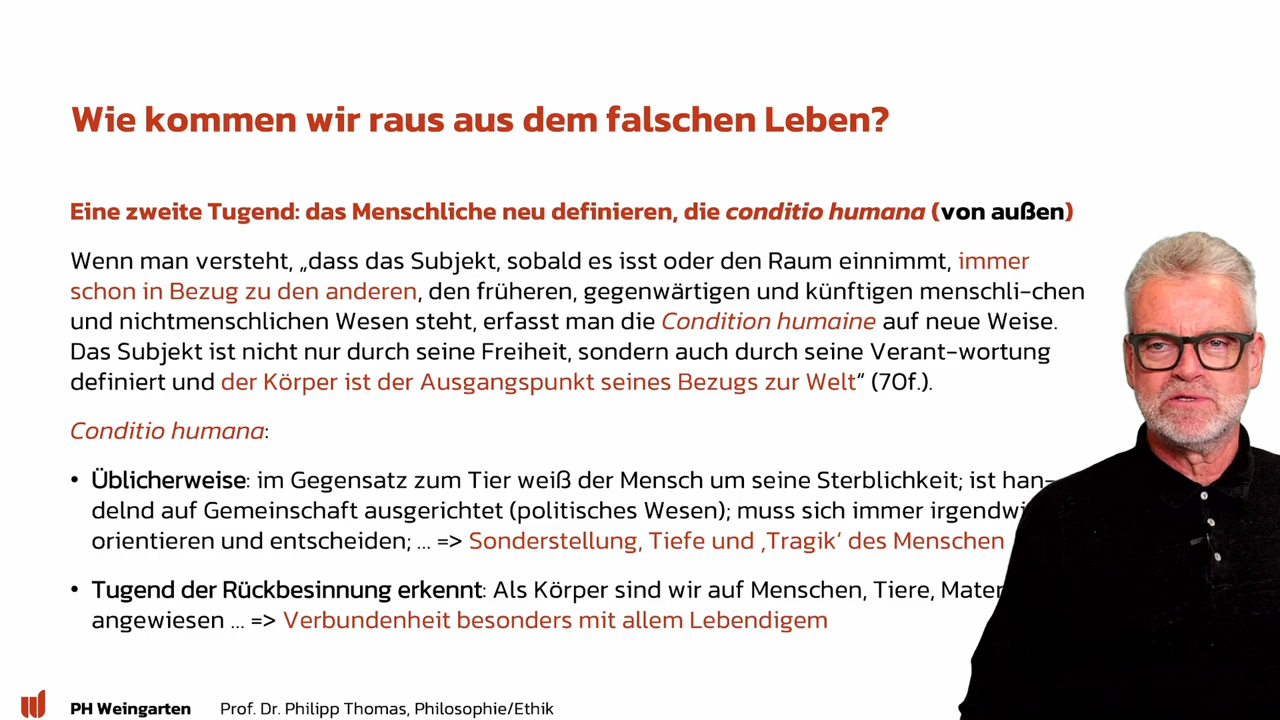 Wie kommen wir raus aus dem falschen Leben?
Eine zweite Tugend: das Menschliche neu definieren, die conditio humana (von außen)
Wenn man versteht, „dass das Subjekt, sobald es isst oder den Raum einnimmt, immer
schon in Bezug zu den anderen, den früheren, gegenwärtigen und künftigen menschli-chen
und nichtmenschlichen Wesen steht, erfasst man die Condition humaine auf neue Weise.
Das Subjekt ist nicht nur durch seine Freiheit, sondern auch durch seine Verant-wortung
definiert und der Körper ist der Ausgangspunkt seines Bezugs zur Welt“ (70f.).
Conditio humana:
• Üblicherweise: im Gegensatz zum Tier weiß der Mensch um seine Sterblichkeit; ist han-
delnd auf Gemeinschaft ausgerichtet (politisches Wesen); muss sich immer
orientieren und entscheiden; ... => Sonderstellung, Tiefe und ‚Tragik‘ des Menschen
• Tugend der Rückbesinnung erkennt: Als Körper sind wir auf Menschen, Tiere,
angewiesen ... => Verbundenheit besonders mit allem Lebendigem
PH Weingarten Prof. Dr. Philipp Thomas, Philosophie/Ethik